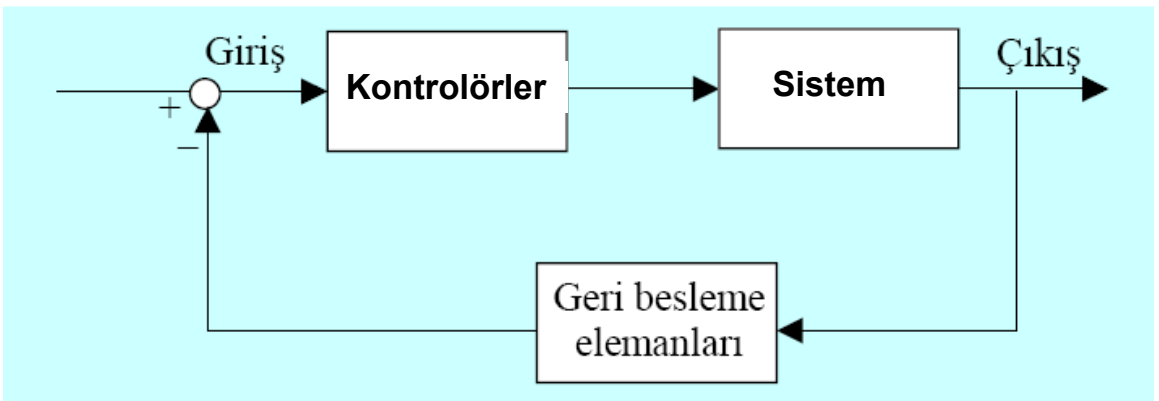 Giriş
Kontrolörler
Sistem
Çıkış
+
−
Geri besleme
elemanları